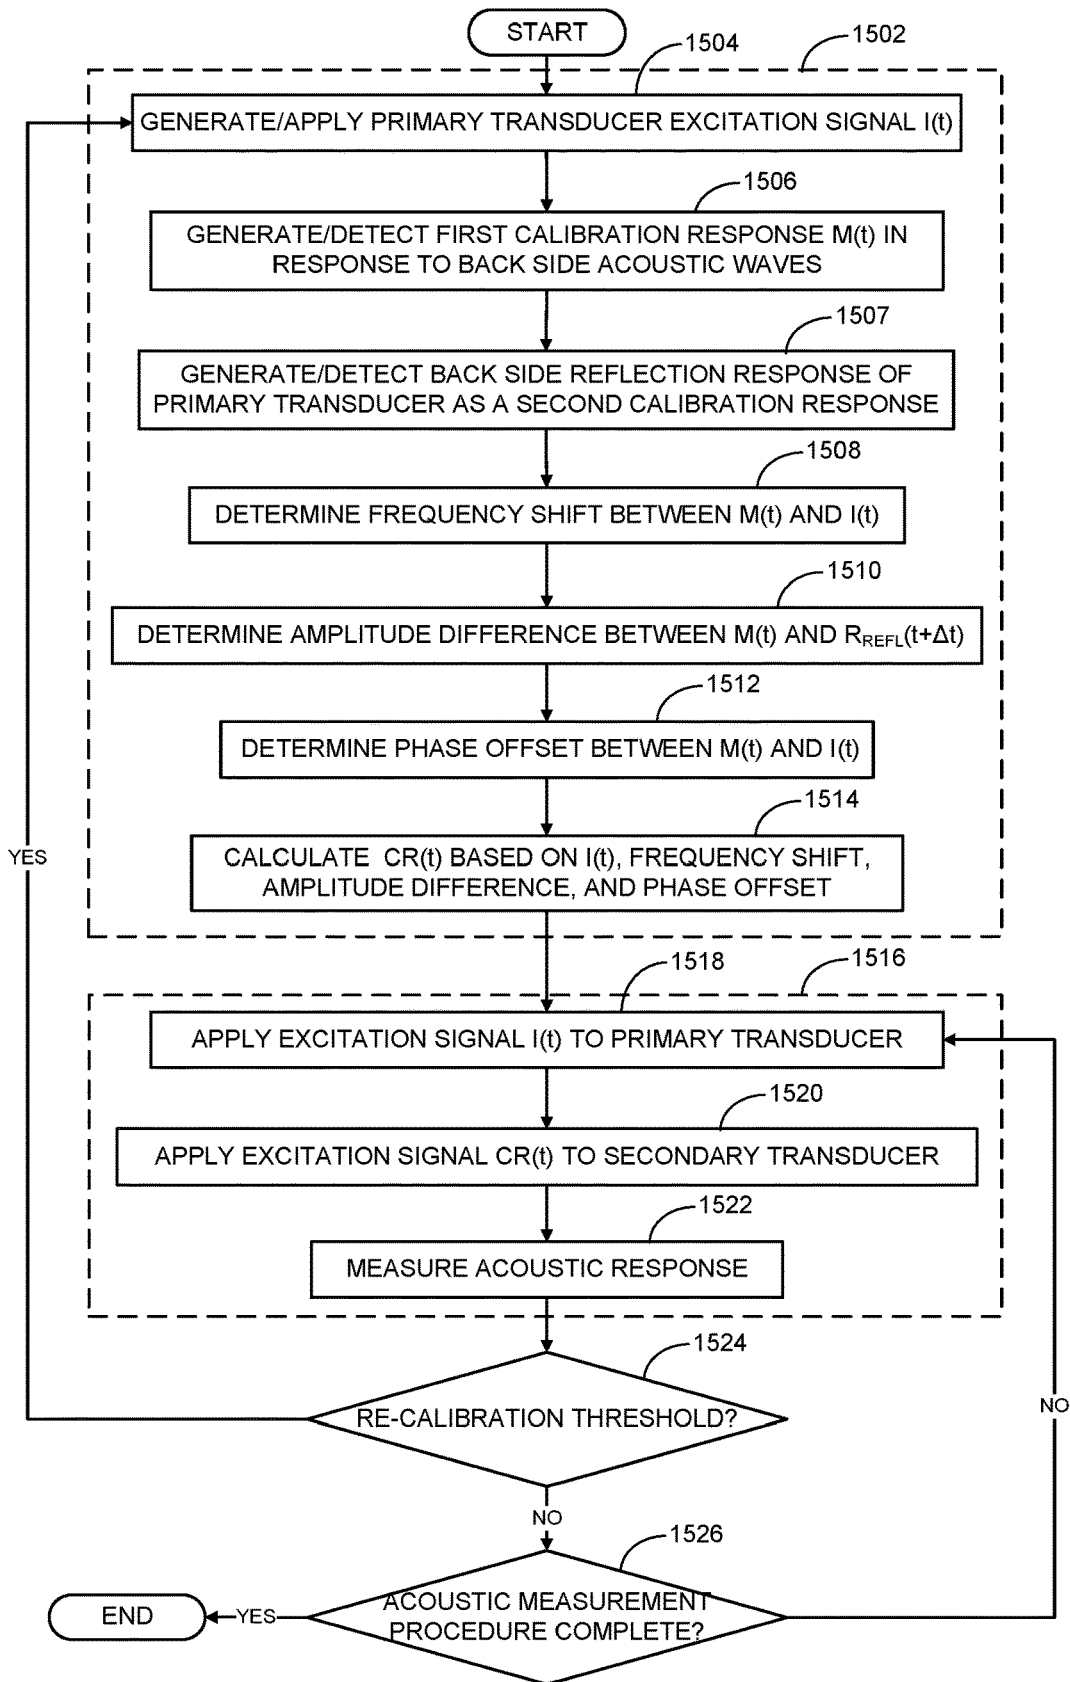 START
1504
1502
GENERATE/APPLY PRIMARY TRANSDUCER EXCITATION SIGNAL I(t)
1506
GENERATE/DETECT FIRST CALIBRATION RESPONSE M(t) IN
RESPONSE TO BACK SIDE ACOUSTIC WAVES
1507
GENERATE/DETECT BACK SIDE REFLECTION RESPONSE OF
PRIMARY TRANSDUCER AS A SECOND CALIBRATION RESPONSE
1508
DETERMINE FREQUENCY SHIFT BETWEEN M(t) AND I(t)
1510
DETERMINE AMPLITUDE DIFFERENCE BETWEEN M(t) AND RREFL(t+Δt)
1512
DETERMINE PHASE OFFSET BETWEEN M(t) AND I(t)
1514
CALCULATE CR(t) BASED ON I(t), FREQUENCY SHIFT,
AMPLITUDE DIFFERENCE, AND PHASE OFFSET
YES
1518
1516
APPLY EXCITATION SIGNAL I(t) TO PRIMARY TRANSDUCER
1520
APPLY EXCITATION SIGNAL CR(t) TO SECONDARY TRANSDUCER
1522
MEASURE ACOUSTIC RESPONSE
1524
RE-CALIBRATION THRESHOLD?
NO
NO
1526
ACOUSTIC MEASUREMENT
PROCEDURE COMPLETE?
YES
END